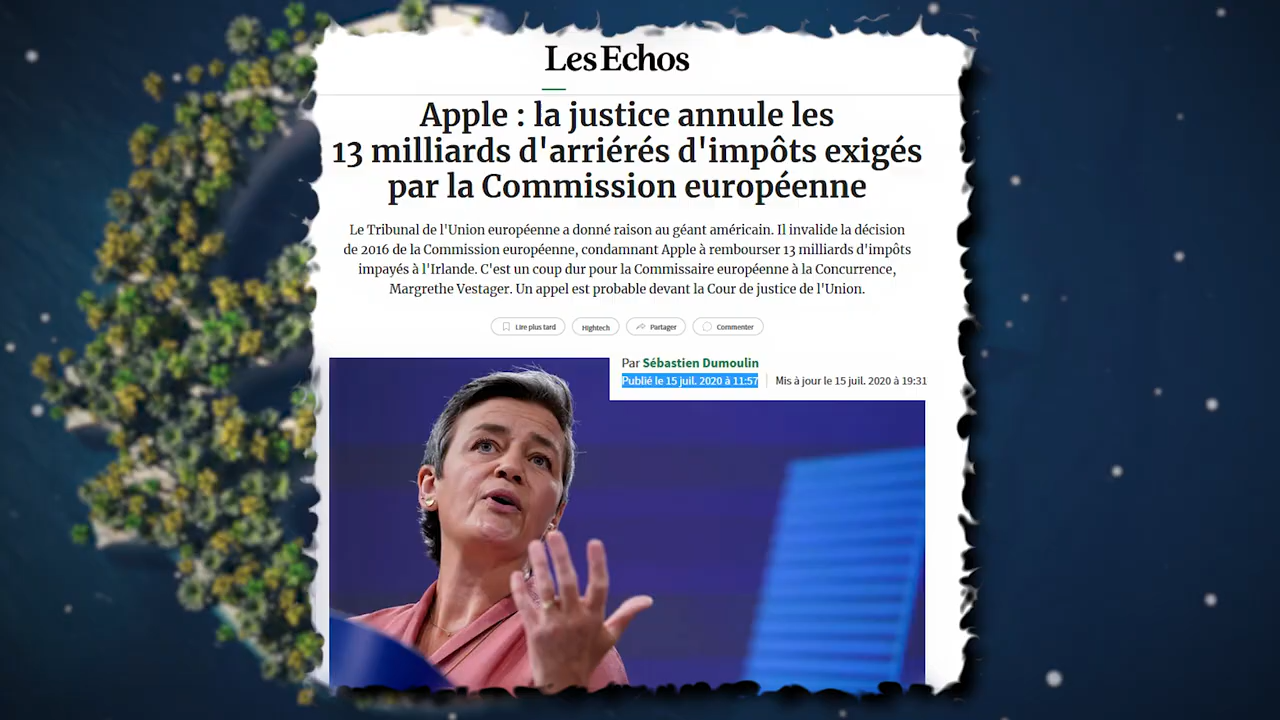 Les Echos
Apple : la justice annule les
13 milliards d'arriérés d'impôts exigés
par la Commission européenne
Le Tribunal de l'Union européenne a donné raison au géant américain. Il invalide la décision
de 2016 de la Commission européenne, condamnant Apple à rembourser 13 milliards d'impôts
impayés à l'Irlande. C'est un coup dur pour la Commissaire européenne à la Concurrence,
Margrethe Vestager. Un appel est probable devant la Cour de justice de l'Union.
Lire plus tard Hightech Partager Commenter
Par Sébastien Dumoulin
Publié le 15 juil. 2020 à 11:57 Mis à jour le 15 juil. 2020 à 19:31